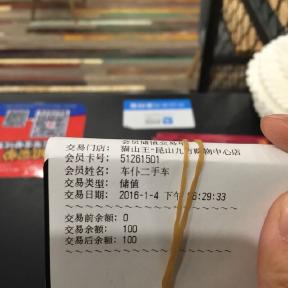 交易门店: 猫山王-昆山九方购物中心店
会员卡号: 51261501
会员姓名: 车仆二手车
交易类型: 储值
交易日期: 2016-1-4 下午 16:29:33
~~~~~~~~~~~~~~~~
交易前余额: 0
交易余额: 100
交易后余额: 100
~~~~~~~~~~~~~~~~